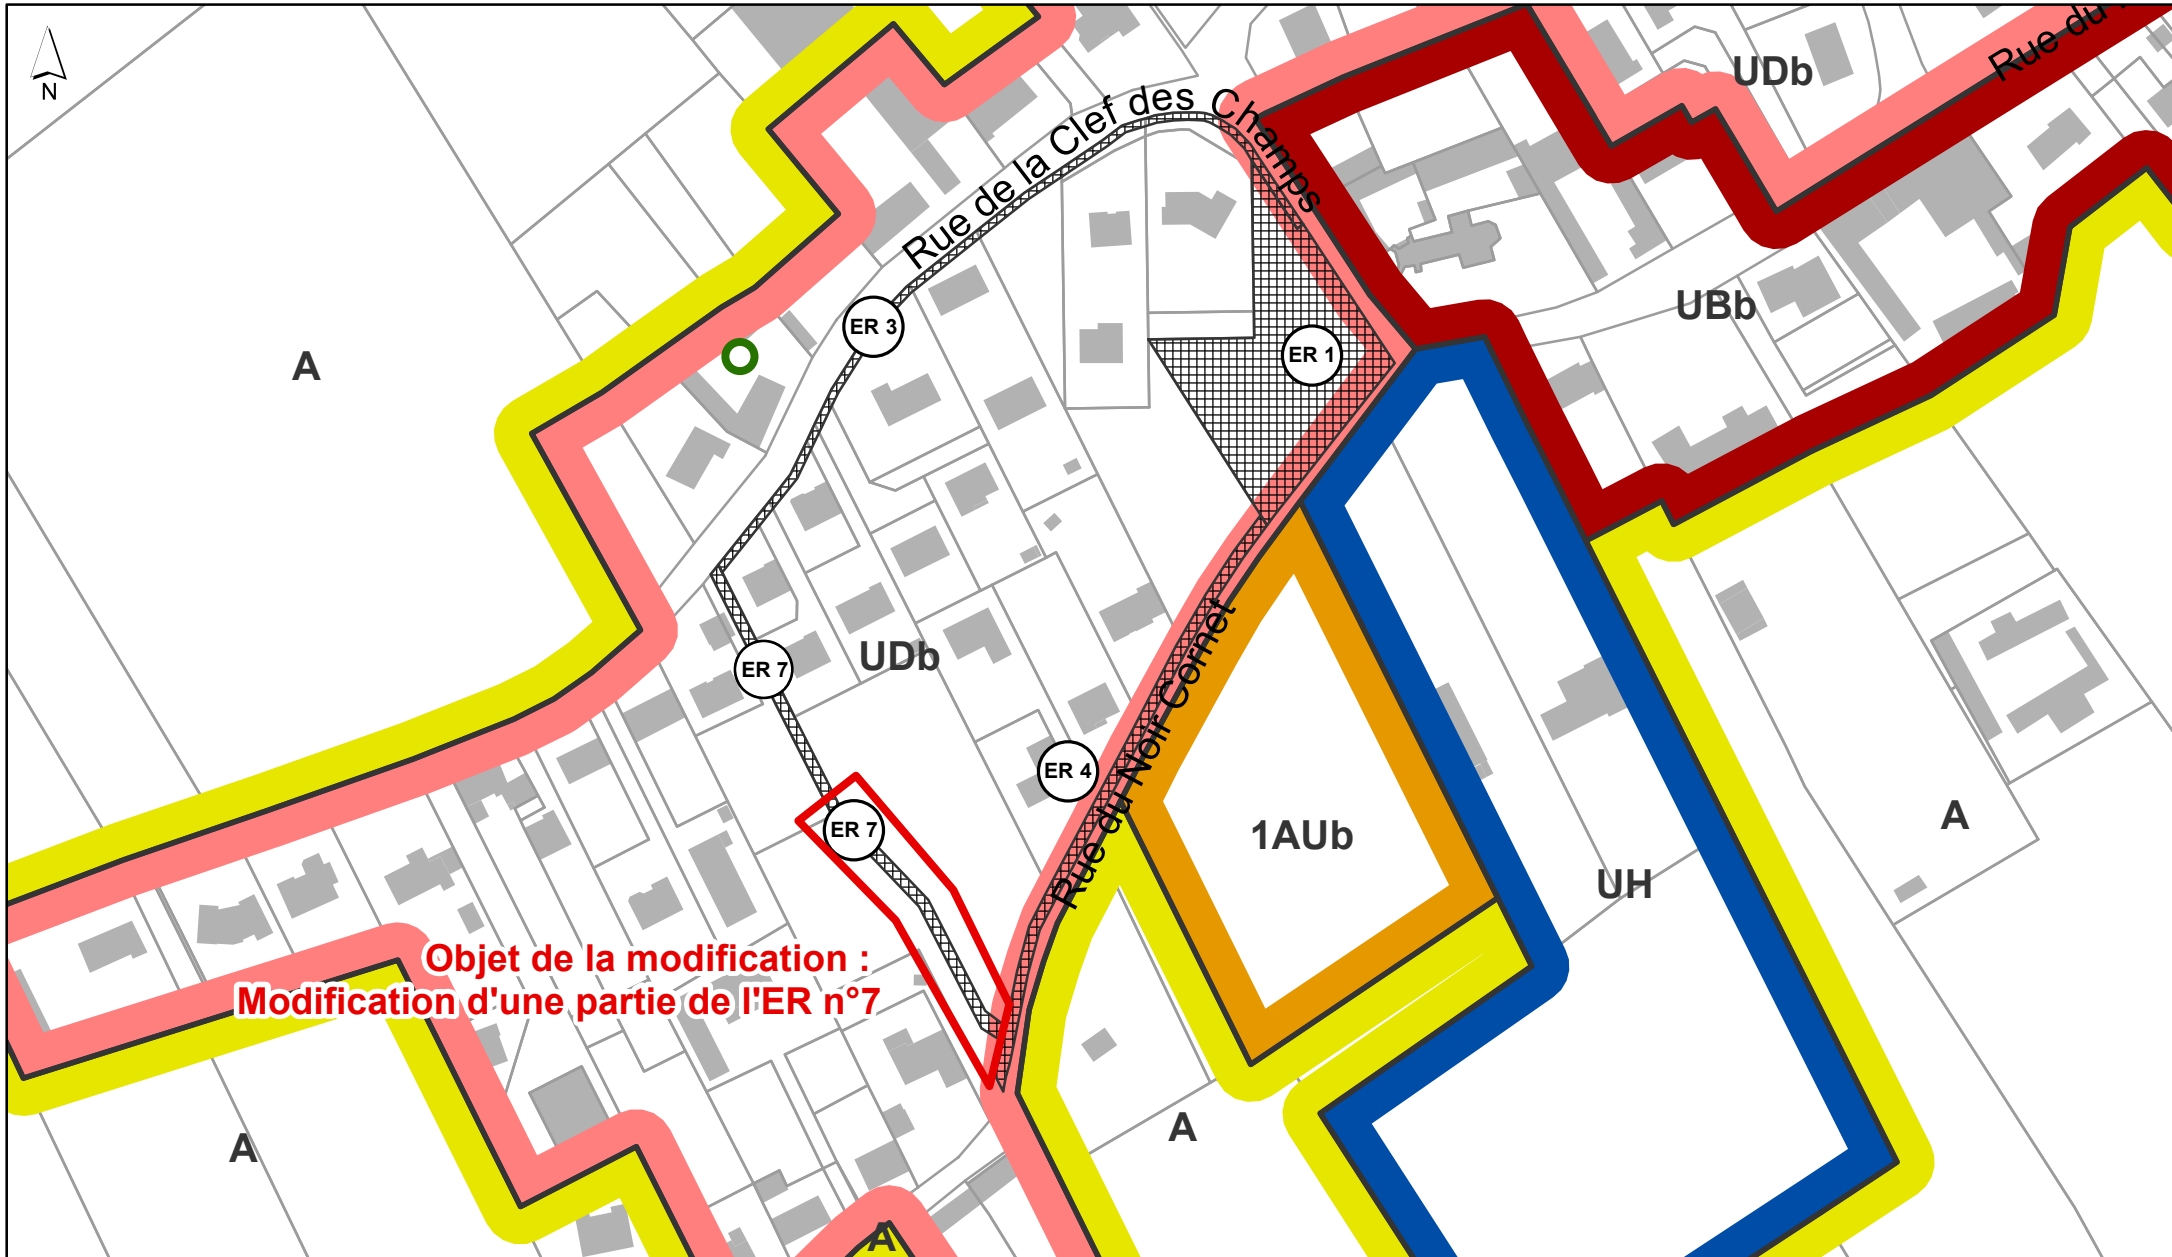 N
Rue de la Clef des Champs
UDb
Rue du
UBb
A
ER 3
ER 1
ER 7
UDb
ER 4
Rue du Noir Cornet
ER 7
1AUb
UH
A
Objet de la modification :
Modification d'une partie de l'ER n°7
A
A
A